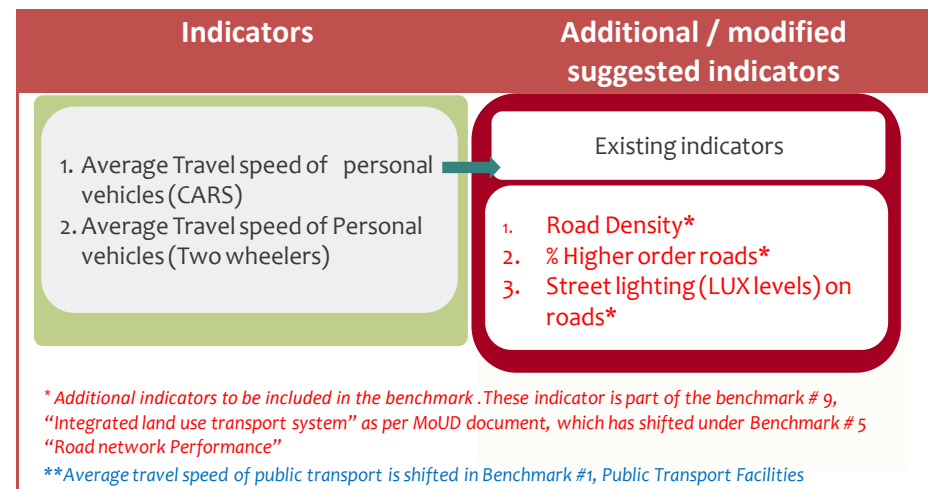 Indicators
Additional / modified
suggested indicators
1. Average Travel speed of personal
vehicles (CARS)
2. Average Travel speed of Personal
vehicles (Two wheelers)
Existing indicators
1. Road Density*
2. % Higher order roads*
3. Street lighting (LUX levels) on
roads*
* Additional indicators to be included in the benchmark .These indicator is part of the benchmark # 9,
“Integrated land use transport system” as per MoUD document, which has shifted under Benchmark # 5
“Road network Performance”
**Average travel speed of public transport is shifted in Benchmark #1, Public Transport Facilities